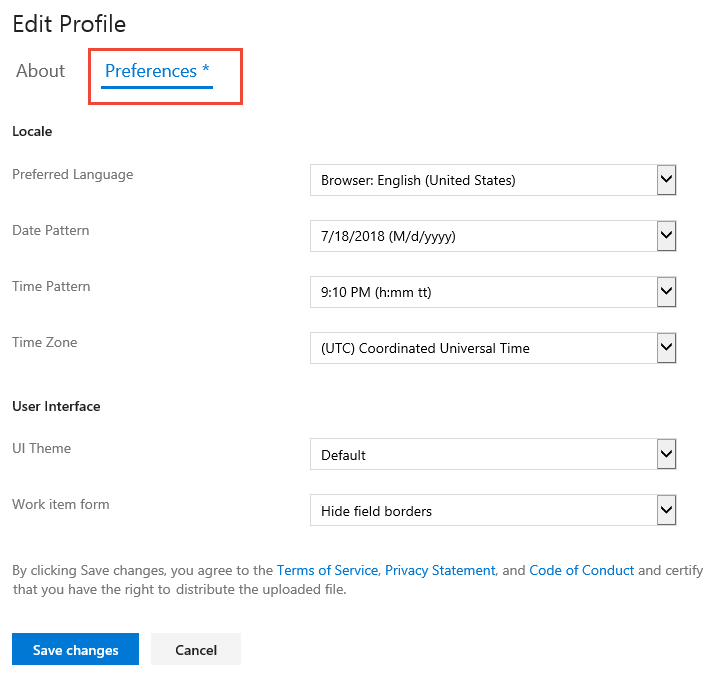 Edit Profile
About Preferences *
Locale
Preferred Language Browser: English (United States)
Date Pattern 7/18/2018 (M/d/yyyy)
Time Pattern 9:10 PM (h:mm tt)
Time Zone (UTC) Coordinated Universal Time
User Interface
UI Theme Default
Work item form Hide field borders
By clicking Save changes, you agree to the Terms of Service, Privacy Statement, and Code of Conduct and certify
that you have the right to distribute the uploaded file.
Save changes Cancel